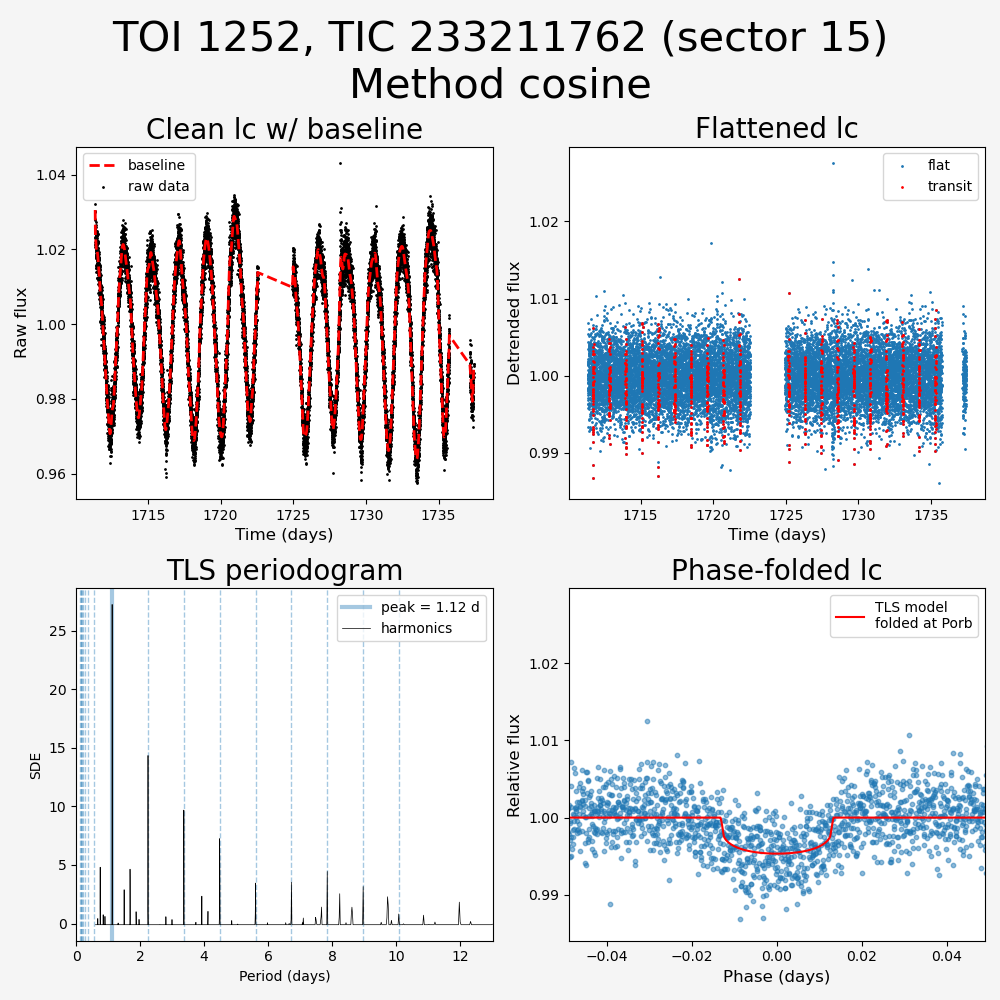 TOI 1252, TIC 233211762 (sector 15)
Method cosine
Clean lc w/ baseline
baseline
raw data
Raw flux
1.04
1.02
1.00
0.98
0.96
1715
1720
1725
1730
1735
Time (days)
Flattened lc
flat
transit
Detrended flux
1.02
1.01
1.00
0.99
1715
1720
1725
1730
1735
Time (days)
TLS periodogram
peak = 1.12 d
harmonics
SDE
25
20
15
10
5
0
0
2
4
6
8
10
12
Period (days)
Phase-folded lc
TLS model
folded at Porb
Relative flux
1.02
1.01
1.00
0.99
−0.04
−0.02
0.00
0.02
0.04
Phase (days)